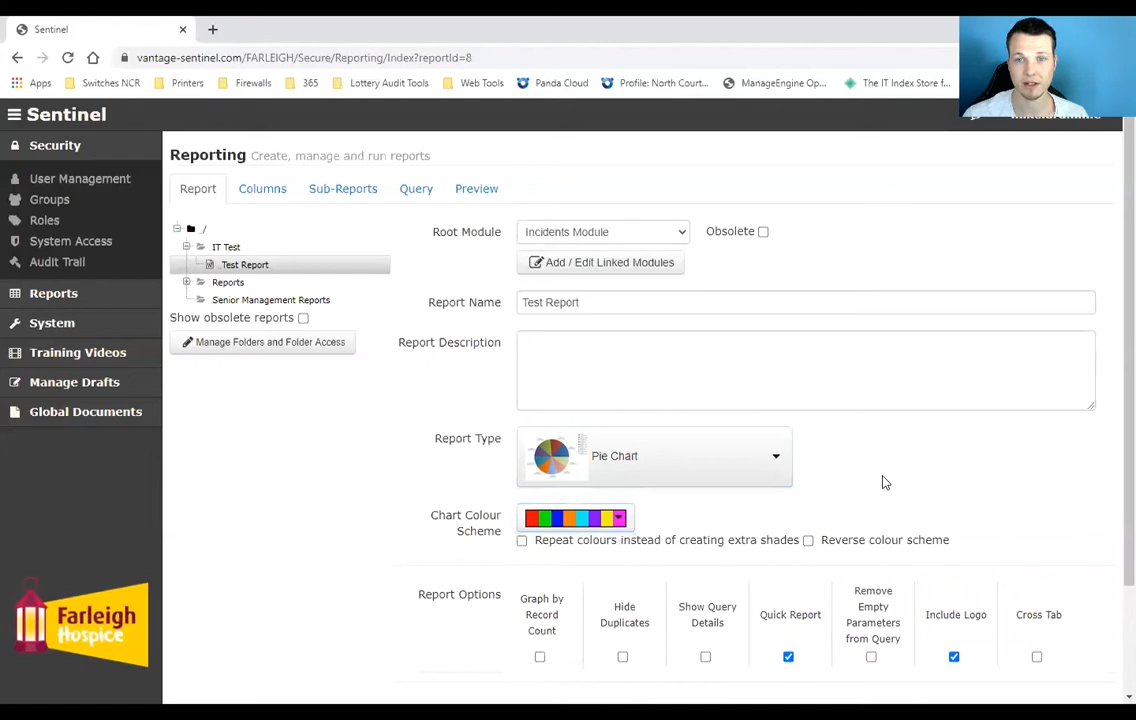 Sentinel
vantage-sentinel.com/FARLEIGH/Secure/Reporting/Index?reportId=8
Apps Switches NCR Printers Firewalls 365 Lottery Audit Tools Web Tools Panda Cloud Profile: North Court... ManageEngine Op... The IT Index Store f...
Sentinel
Security
User Management
Groups
Roles
System Access
Audit Trail
Reports
System
Training Videos
Manage Drafts
Global Documents
Farleigh
Hospice
Reporting Create, manage and run reports
Report Columns Sub-Reports Query Preview
/
IT Test
Test Report
Reports
Senior Management Reports
Show obsolete reports
Manage Folders and Folder Access
Root Module Incidents Module Obsolete
Add / Edit Linked Modules
Report Name Test Report
Report Description
Report Type Pie Chart
Chart Colour
Scheme
Repeat colours instead of creating extra shades Reverse colour scheme
Report Options
Graph by
Record
Count
Hide
Duplicates
Show Query
Details
Quick Report
Remove
Empty
Parameters
from Query
Include Logo
Cross Tab